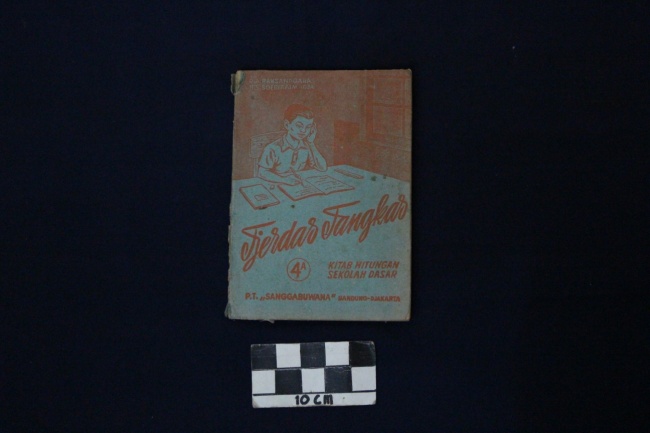 Tjerdas Tangkas
4A
KITAB HITUNGAN
SEKOLAH DASAR
P.T. „SANGGABUWANA" BANDUNG-DJAKARTA
10 CM